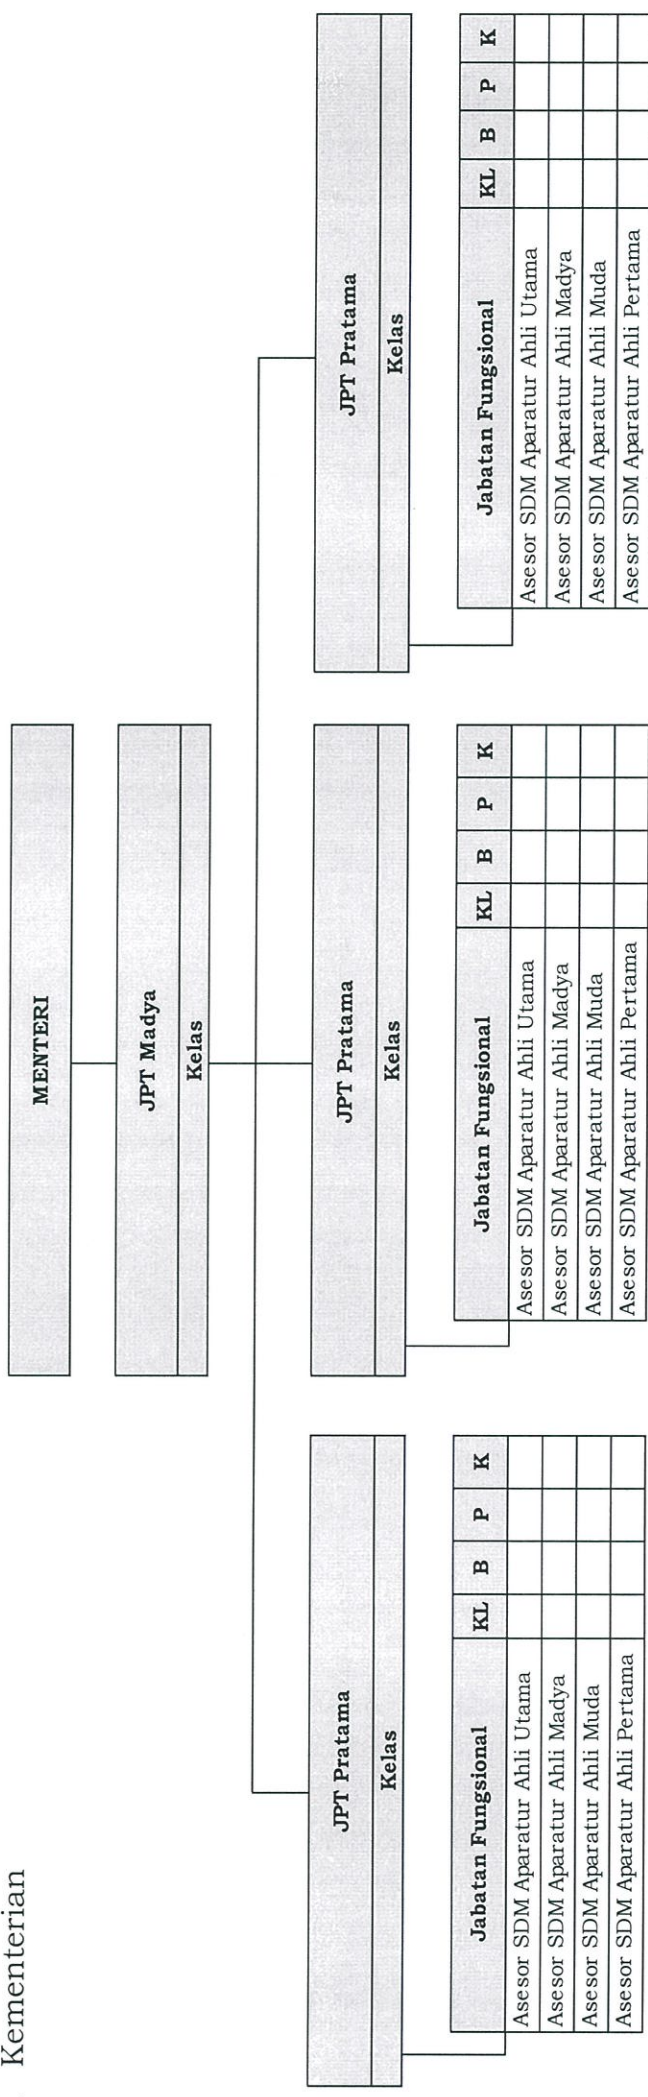 Kementerian
MENTERI
JPT Madya
Kelas
JPT Pratama
Kelas
Jabatan Fungsional KL B P K
Asesor SDM Aparatur Ahli Utama
Asesor SDM Aparatur Ahli Madya
Asesor SDM Aparatur Ahli Muda
Asesor SDM Aparatur Ahli Pertama
JPT Pratama
Kelas
Jabatan Fungsional KL B P K
Asesor SDM Aparatur Ahli Utama
Asesor SDM Aparatur Ahli Madya
Asesor SDM Aparatur Ahli Muda
Asesor SDM Aparatur Ahli Pertama
JPT Pratama
Kelas
Jabatan Fungsional KL B P K
Asesor SDM Aparatur Ahli Utama
Asesor SDM Aparatur Ahli Madya
Asesor SDM Aparatur Ahli Muda
Asesor SDM Aparatur Ahli Pertama